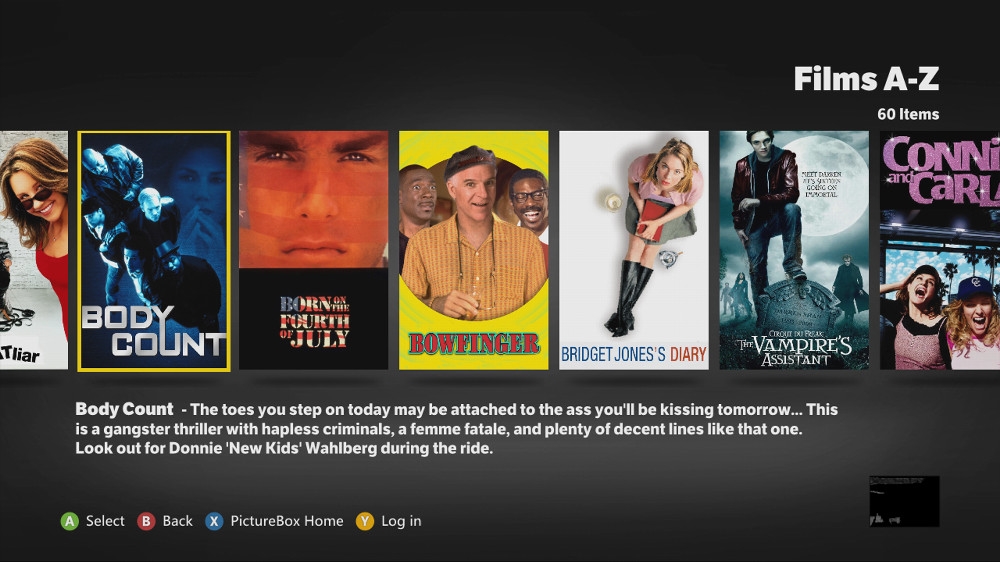 Films A-Z
60 Items
Liar
BODY
COUNT
BORN ON
THE
FOURTH
OF JULY
BOWFINGER
BRIDGET JONES'S DIARY
MEET DARREN
HE'S SIXTEEN
GOING ON
IMMORTAL
CIRQUE DU FREAK:
THE VAMPIRE'S
ASSISTANT
CONNI
and CARL
Body Count - The toes you step on today may be attached to the ass you'll be kissing tomorrow... This
is a gangster thriller with hapless criminals, a femme fatale, and plenty of decent lines like that one.
Look out for Donnie 'New Kids' Wahlberg during the ride.
A Select B Back X PictureBox Home Y Log in